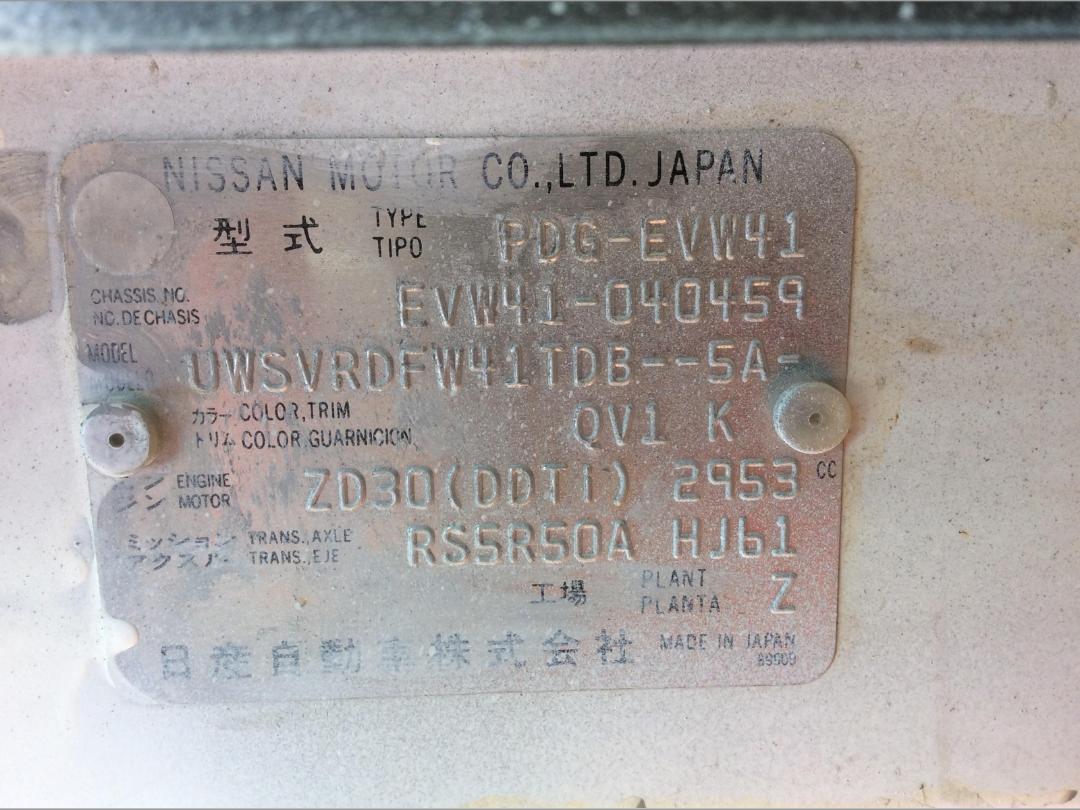 NISSAN MOTOR CO.,LTD. JAPAN
型式 TYPE TIPO PDG-EVW41
CHASSIS NO. NO. DE CHASIS EVW41-040459
MODEL MODELO UWSVRDFW41TDB--5A-
カラー COLOR, TRIM
トリム COLOR, GUARNICION, QV1 K
ENGINE MOTOR ZD30(DDTi) 2953 CC
ミッション TRANS., AXLE
アクスル TRANS., EJE RS5R50A HJ61
工場 PLANT PLANTA Z
日産自動車株式会社 MADE IN JAPAN